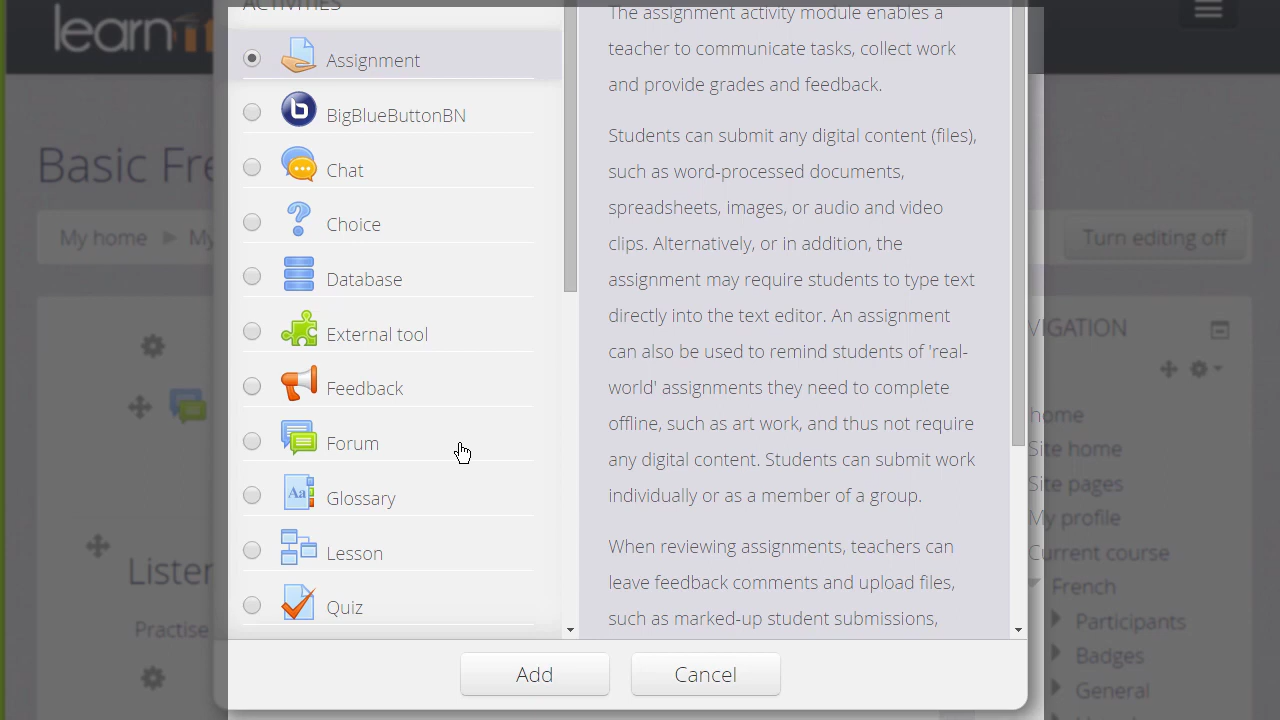 learn
ACTIVITIES
Assignment
BigBlueButtonBN
Chat
Choice
Database
External tool
Feedback
Forum
Glossary
Lesson
Quiz
The assignment activity module enables a
teacher to communicate tasks, collect work
and provide grades and feedback.
Students can submit any digital content (files),
such as word-processed documents,
spreadsheets, images, or audio and video
clips. Alternatively, or in addition, the
assignment may require students to type text
directly into the text editor. An assignment
can also be used to remind students of 'real-
world' assignments they need to complete
offline, such as art work, and thus not require
any digital content. Students can submit work
individually or as a member of a group.
When reviewing assignments, teachers can
leave feedback comments and upload files,
such as marked-up student submissions,
Add
Cancel
Basic Fre
My home
My
Turn editing off
Listen
Practise
VIGATION
home
Site home
Site pages
My profile
Current course
French
Participants
Badges
General